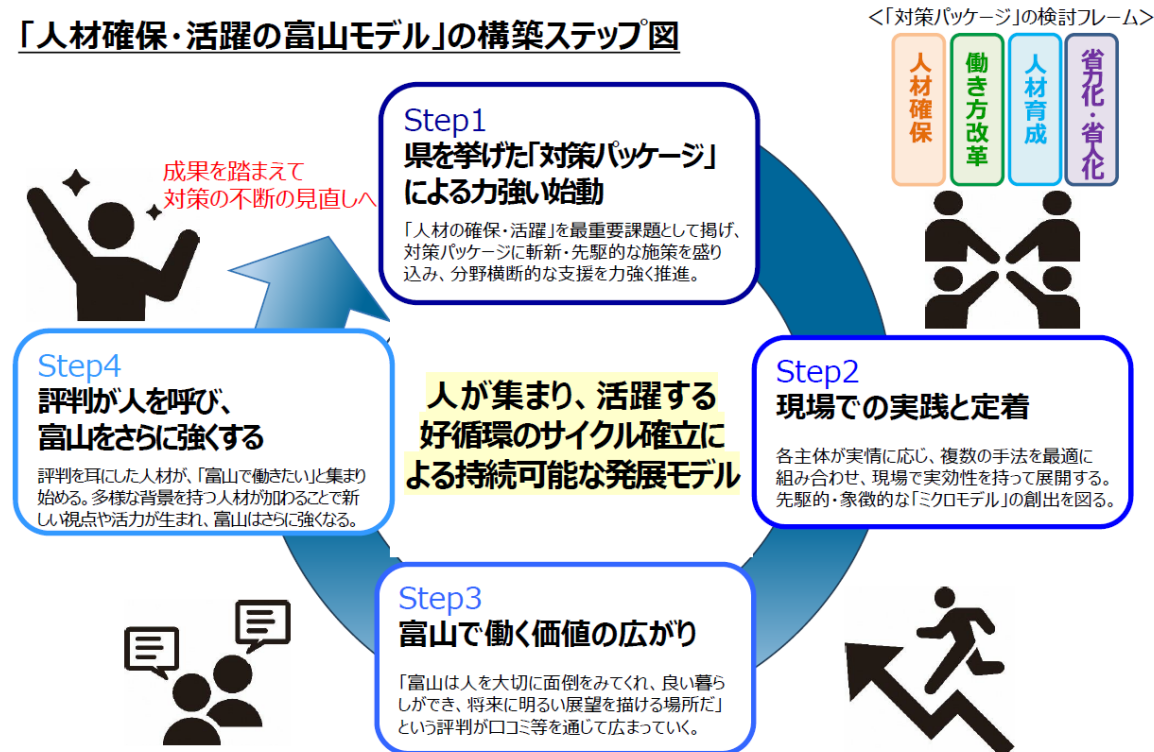 「人材確保・活躍の富山モデル」の構築ステップ図
<「対策パッケージ」の検討フレーム>
人材確保
働き方改革
人材育成
省力化・省人化
Step1
県を挙げた「対策パッケージ」
による力強い始動
「人材の確保・活躍」を最重要課題として掲げ、
対策パッケージに斬新・先駆的な施策を盛り
込み、分野横断的な支援を力強く推進。
成果を踏まえて
対策の不断の見直しへ
Step2
現場での実践と定着
各主体が実情に応じ、複数の手法を最適に
組み合わせ、現場で実効性を持って展開する。
先駆的・象徴的な「ミクロモデル」の創出を図る。
人が集まり、活躍する
好循環のサイクル確立に
よる持続可能な発展モデル
Step3
富山で働く価値の広がり
「富山は人を大切に面倒をみてくれ、良い暮ら
しができ、将来に明るい展望を描ける場所だ」
という評判が口コミ等を通じて広まっていく。
Step4
評判が人を呼び、
富山をさらに強くする
評判を耳にした人材が、「富山で働きたい」と集まり
始める。多様な背景を持つ人材が加わることで新
しい視点や活力が生まれ、富山はさらに強くなる。